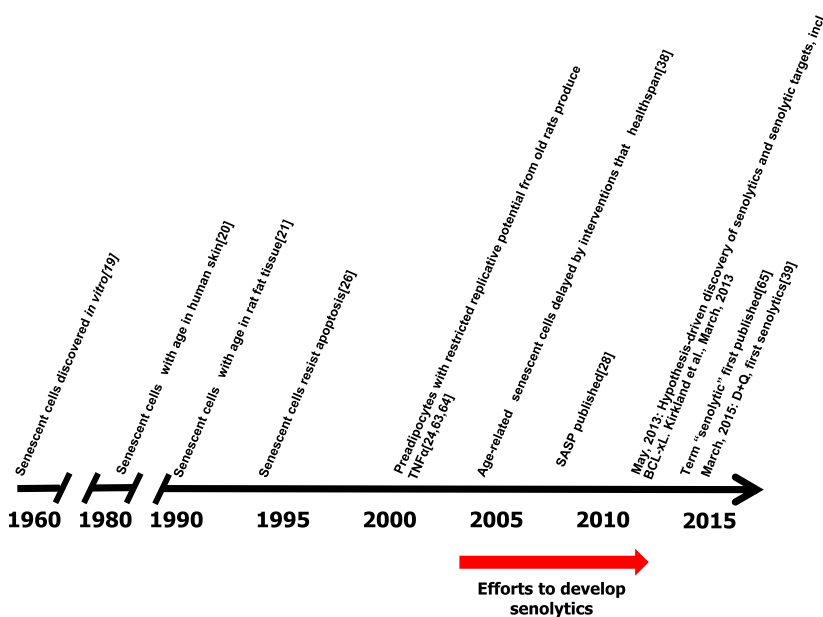 Senescent cells discovered in vitro[19]
Senescent cells with age in human skin[20]
Senescent cells with age in rat fat tissue[21]
Senescent cells resist apoptosis[26]
Preadipocytes with restricted replicative potential from old rats produce
TNFα[24,63,64]
Age-related senescent cells delayed by interventions that healthspan[38]
SASP published[28]
May, 2013: Hypothesis-driven discovery of senolytics and senolytic targets, incl
BCL-xL. Kirkland et al., March, 2013
Term “senolytic” first published[65]
March, 2015: D+Q, first senolytics[39]
1960 1980 1990 1995 2000 2005 2010 2015
Efforts to develop
senolytics